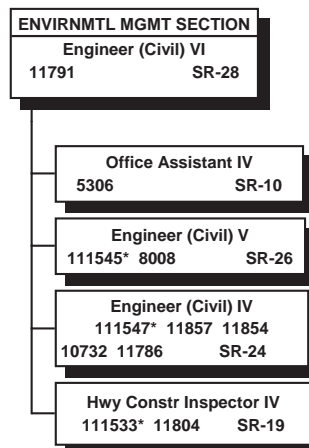 ENVIRNMTL MGMT SECTION
Engineer (Civil) VI
11791 SR-28
Office Assistant IV
5306 SR-10
Engineer (Civil) V
111545* 8008 SR-26
Engineer (Civil) IV
111547* 11857 11854
10732 11786 SR-24
Hwy Constr Inspector IV
111533* 11804 SR-19